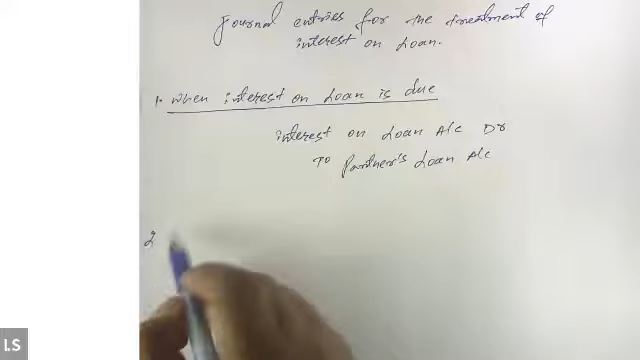 Journal entries for the treatment of
interest on Loan.
1. When interest on Loan is due
interest on Loan A/c Dr
To Partner's Loan A/c
2
I.S